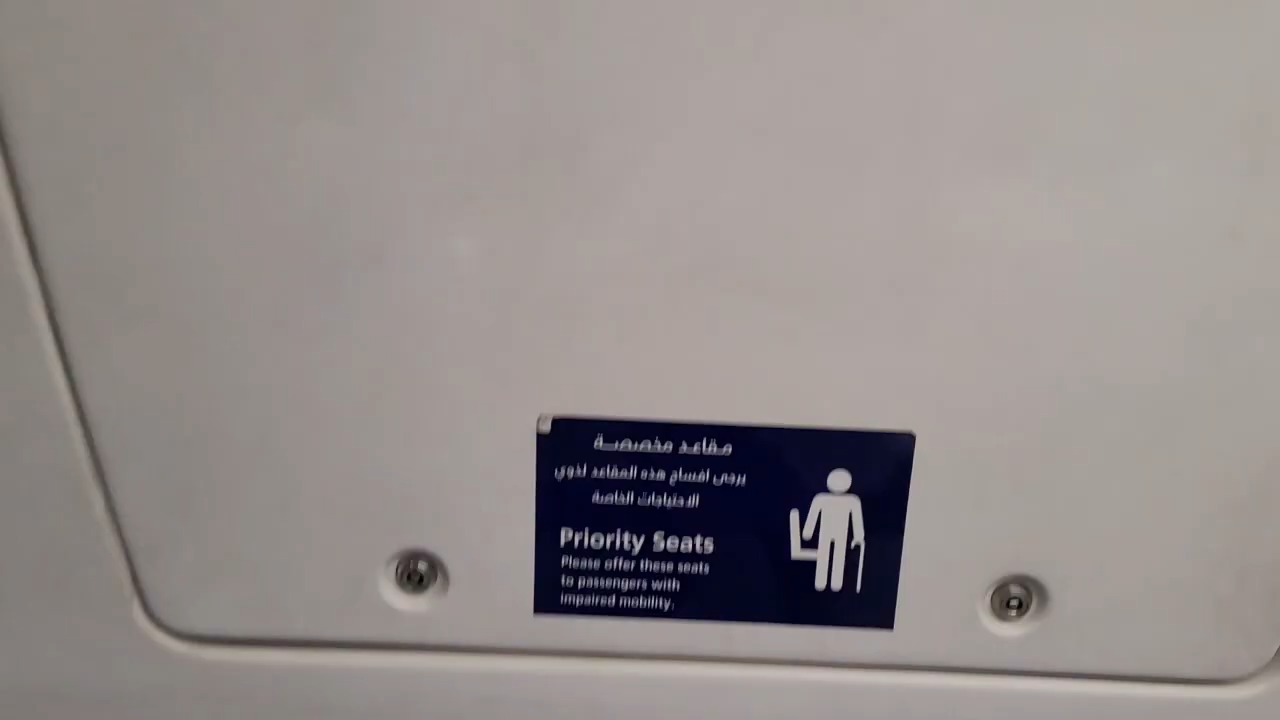 مقاعد مخصصة
يرجى افساح هذه المقاعد لذوي
الاحتياجات الخاصة
Priority Seats
Please offer these seats
to passengers with
impaired mobility.